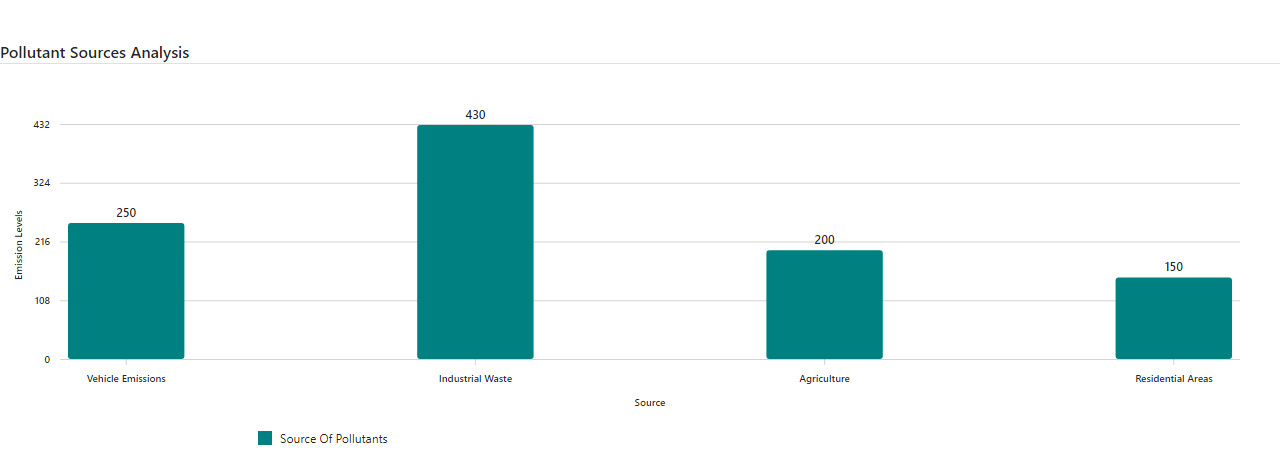 Pollutant Sources Analysis
430
432
324
250
216
200
150
108
0
Emission Levels
Vehicle Emissions Industrial Waste Agriculture Residential Areas
Source
Source Of Pollutants